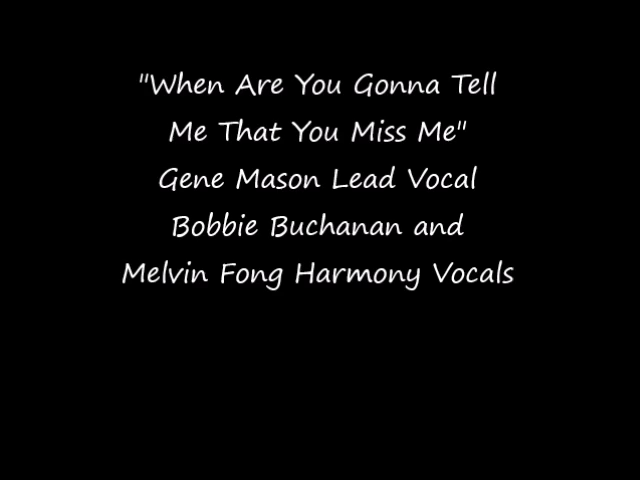 "When Are You Gonna Tell
Me That You Miss Me"
Gene Mason Lead Vocal
Bobbie Buchanan and
Melvin Fong Harmony Vocals